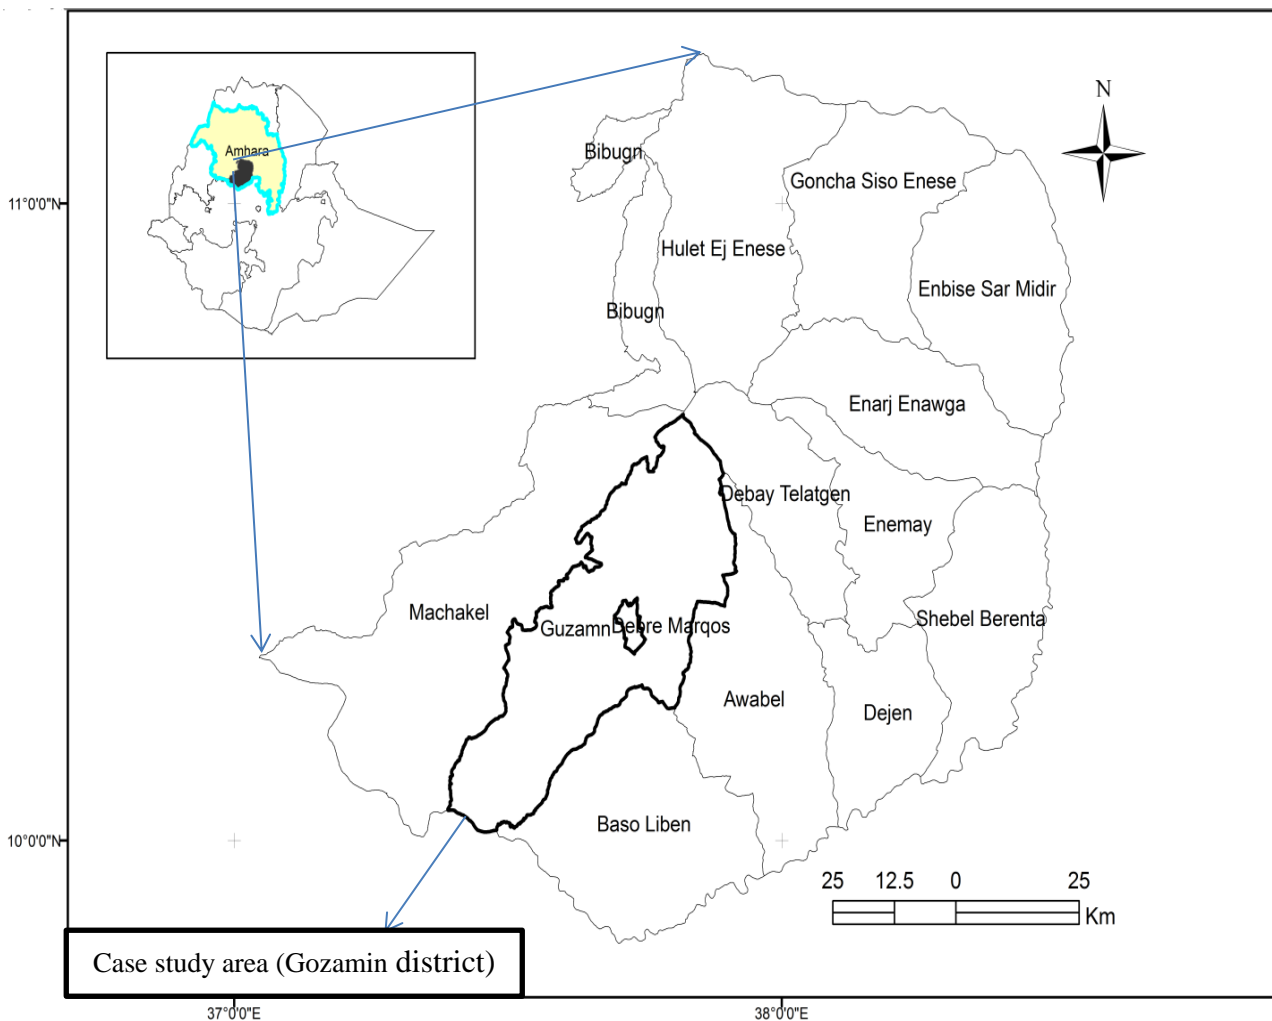 N
Amhara
Bibugn
Goncha Siso Enese
11°0'0"N
Hulet Ej Enese
Enbise Sar Midir
Bibugn
Enarj Enawga
Debay Telatgen
Enemay
Machakel
Guzamn
Debre Marqos
Shebel Berenta
Awabel
Dejen
Baso Liben
10°0'0"N
25 12.5 0 25
Km
Case study area (Gozamin district)
37°0'0"E
38°0'0"E